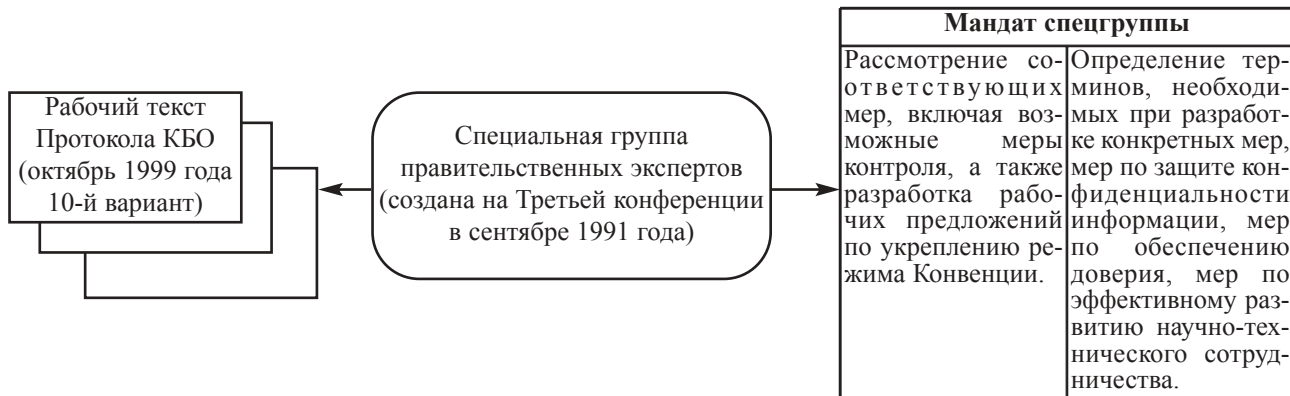 Рабочий текст
Протокола КБО
(октябрь 1999 года
10-й вариант)
Специальная группа
правительственных экспертов
(создана на Третьей конференции
в сентябре 1991 года)
Мандат спецгруппы
Рассмотрение со-
ответствующих
мер, включая воз-
можные меры
контроля, а также
разработка рабо-
чих предложений
по укреплению ре-
жима Конвенции.
Определение тер-
минов, необходи-
мых при разработ-
ке конкретных мер,
мер по защите кон-
фиденциальности
информации, мер
по обеспечению
доверия, мер по
эффективному раз-
витию научно-тех-
нического сотруд-
ничества.